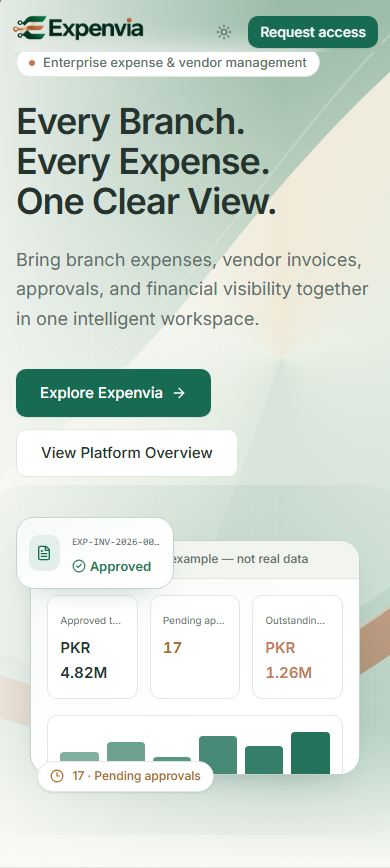 Expenvia
Request access
Enterprise expense & vendor management
Every Branch.
Every Expense.
One Clear View.
Bring branch expenses, vendor invoices,
approvals, and financial visibility together
in one intelligent workspace.
Explore Expenvia →
View Platform Overview
EXP-INV-2026-00…
Approved
example — not real data
Approved t...
PKR
4.82M
Pending ap...
17
Outstandin...
PKR
1.26M
17 · Pending approvals